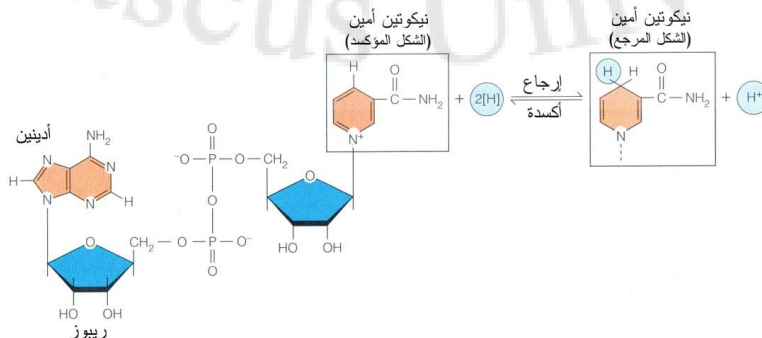 نيكوتين أمين
(الشكل المؤكسد)
نيكوتين أمين
(الشكل المرجع)
H
O
C
NH₂
N⁺
+ 2[H]
إرجاع
أكسدة
H H
O
C
NH₂
N
+ H⁺
أدينين
NH₂
N
N
H
N
N
H
O
⁻O — P — O — CH₂
O
O
HO OH
O
CH₂ — O — P — O⁻
O
HO OH
ريبوز